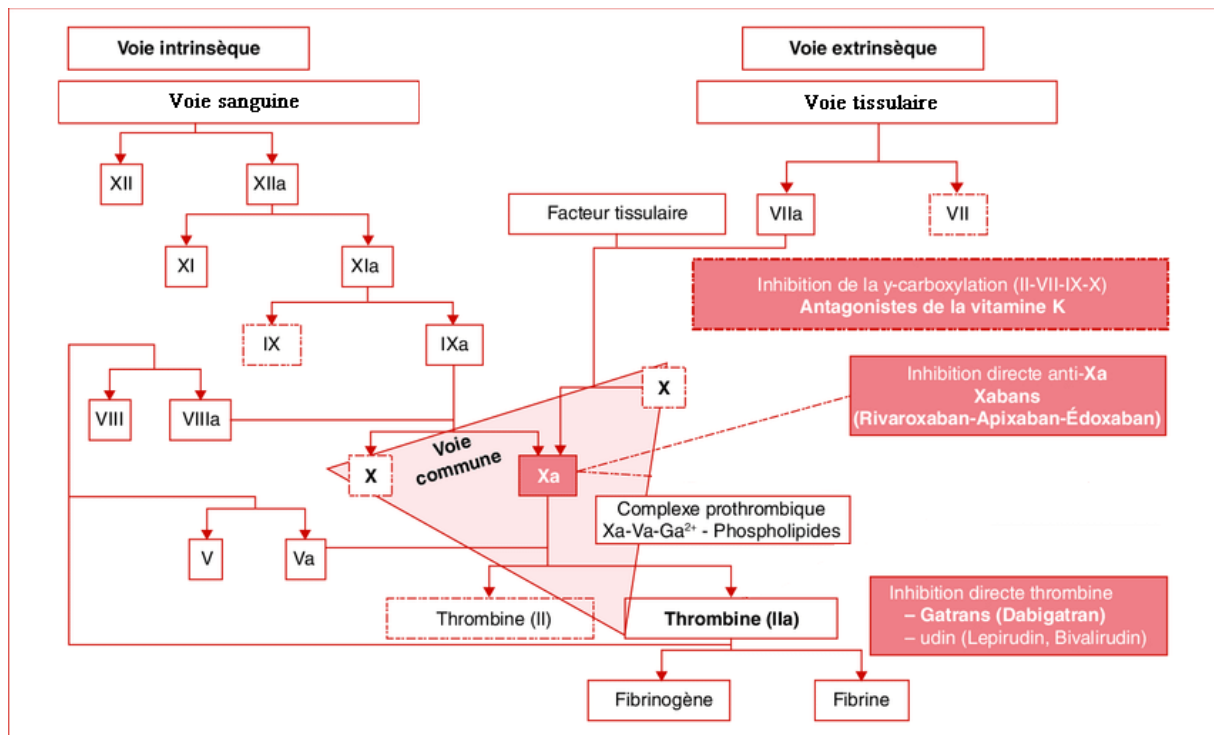 Voie intrinsèque
Voie extrinsèque
Voie sanguine
Voie tissulaire
XII
XIIa
Facteur tissulaire
VIIa
VII
XI
XIa
Inhibition de la y-carboxylation (II-VII-IX-X)
Antagonistes de la vitamine K
IX
IXa
Inhibition directe anti-Xa
Xabans
(Rivaroxaban-Apixaban-Édoxaban)
VIII
VIIIa
X
Voie
commune
X
Xa
Complexe prothrombique
Xa-Va-Ga²⁺ - Phospholipides
V
Va
Thrombine (II)
Thrombine (IIa)
Inhibition directe thrombine
– Gatrans (Dabigatran)
– udin (Lepirudin, Bivalirudin)
Fibrinogène
Fibrine